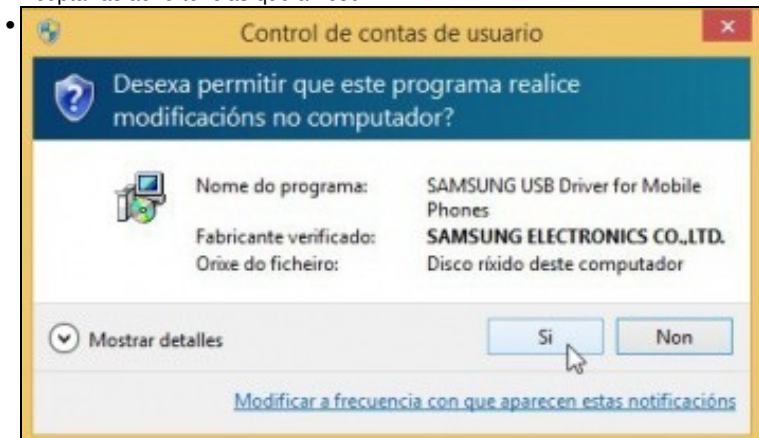 Control de contas de usuario
Desexa permitir que este programa realice
modificacións no computador?
Nome do programa: SAMSUNG USB Driver for Mobile
Phones
Fabricante verificado: SAMSUNG ELECTRONICS CO.,LTD.
Orixe do ficheiro: Disco ríxido deste computador
Mostrar detalles
Si Non
Modificar a frecuencia con que aparecen estas notificacións